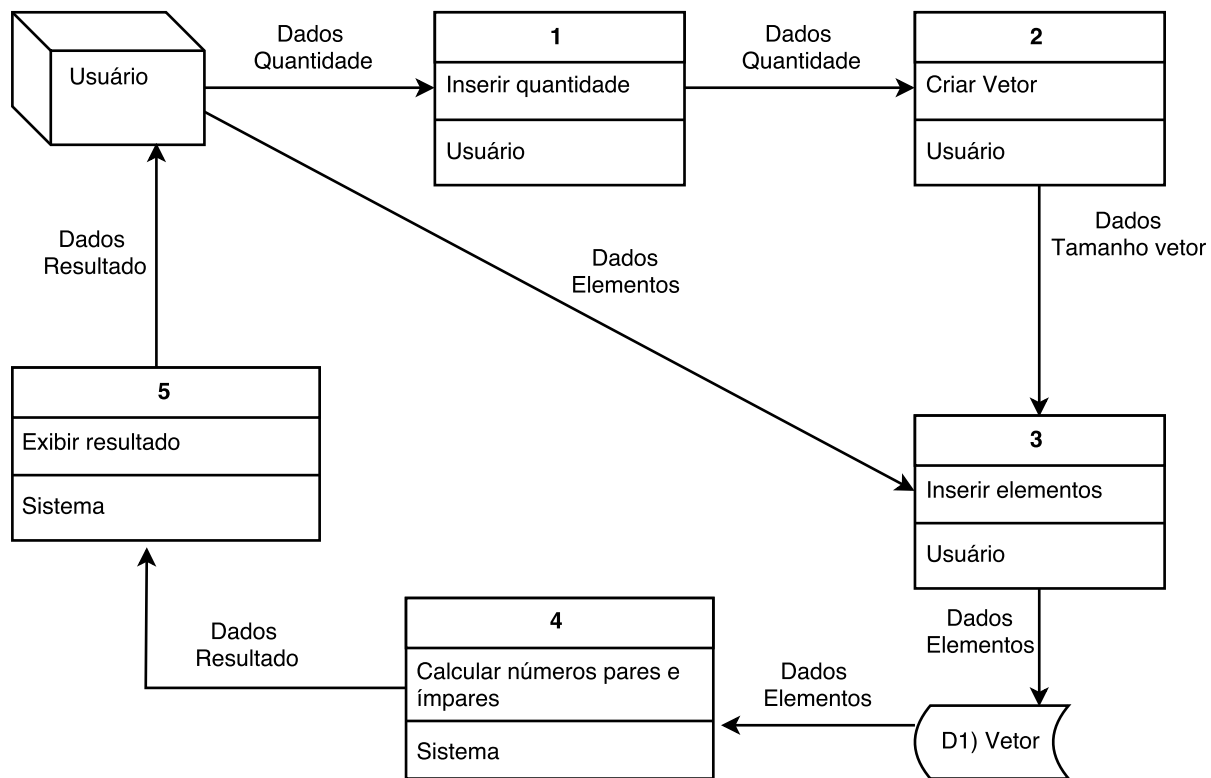 Usuário
Dados
Quantidade
1
Inserir quantidade
Usuário
Dados
Quantidade
2
Criar Vetor
Usuário
Dados
Tamanho vetor
Dados
Resultado
Dados
Elementos
5
Exibir resultado
Sistema
3
Inserir elementos
Usuário
Dados
Resultado
4
Calcular números pares e
ímpares
Sistema
Dados
Elementos
Dados
Elementos
D1) Vetor